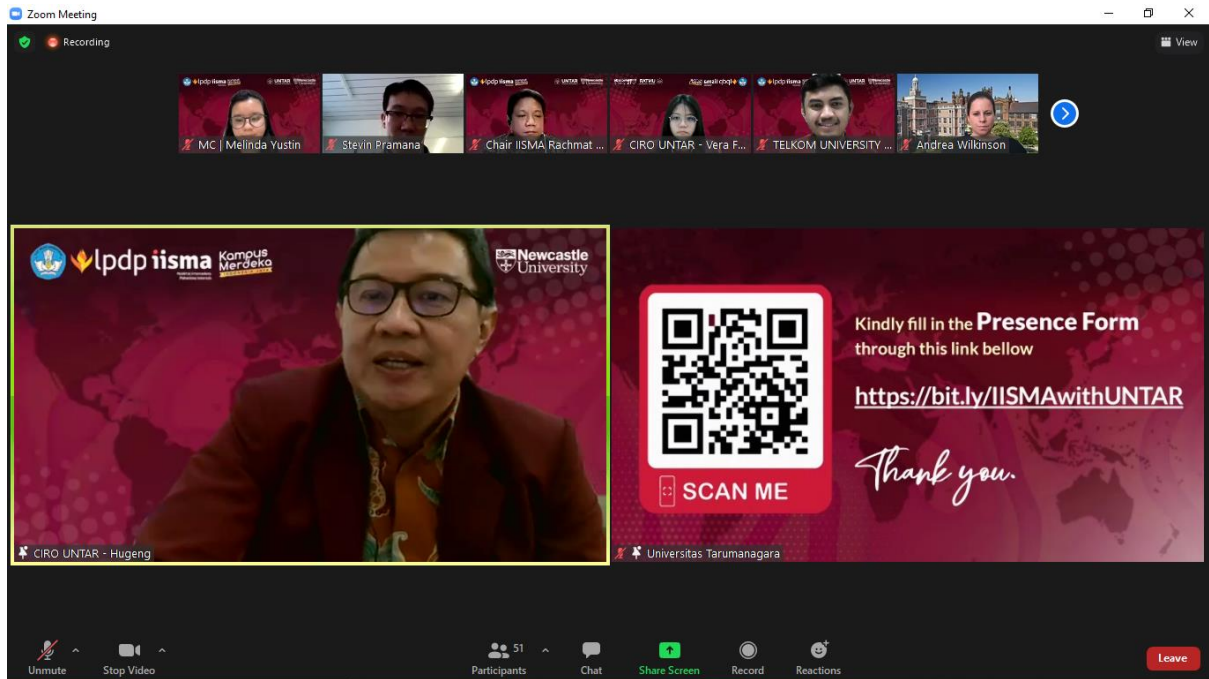 Zoom Meeting
Recording
View
MC | Melinda Yustin
Stevin Pramana
Chair IISMA Rachmat ...
CIRO UNTAR - Vera F...
TELKOM UNIVERSITY ...
Andrea Wilkinson
lpdp iisma Kampus Merdeka
Newcastle University
CIRO UNTAR - Hugeng
Kindly fill in the Presence Form
through this link bellow
https://bit.ly/IISMAwithUNTAR
Thank you.
SCAN ME
Universitas Tarumanagara
Unmute
Stop Video
51
Participants
Chat
Share Screen
Record
Reactions
Leave